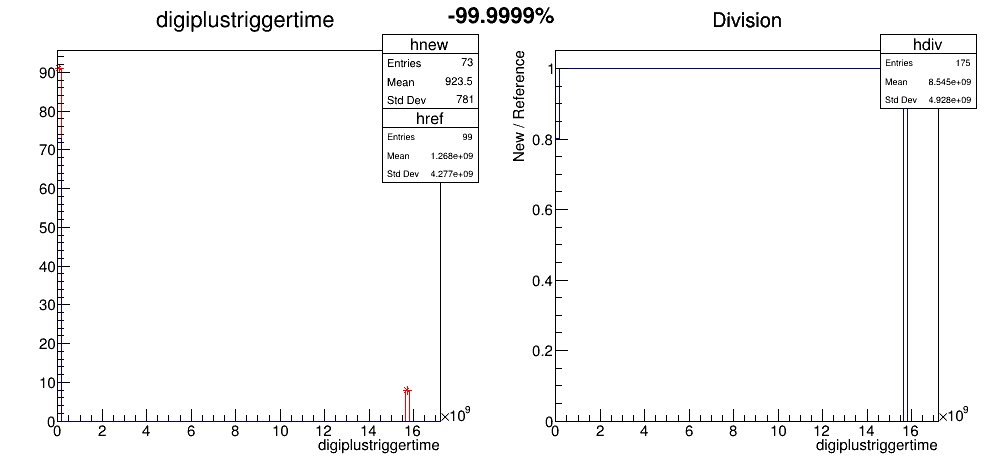 digiplustriggertime
-99.9999%
Division
hnew
Entries 73
Mean 923.5
Std Dev 781
href
Entries 99
Mean 1.268e+09
Std Dev 4.277e+09
90
80
70
60
50
40
30
20
10
0
0 2 4 6 8 10 12 14 16
×10⁹
digiplustriggertime
hdiv
Entries 175
Mean 8.545e+09
Std Dev 4.928e+09
New / Reference
1
0.8
0.6
0.4
0.2
0
0 2 4 6 8 10 12 14 16
×10⁹
digiplustriggertime